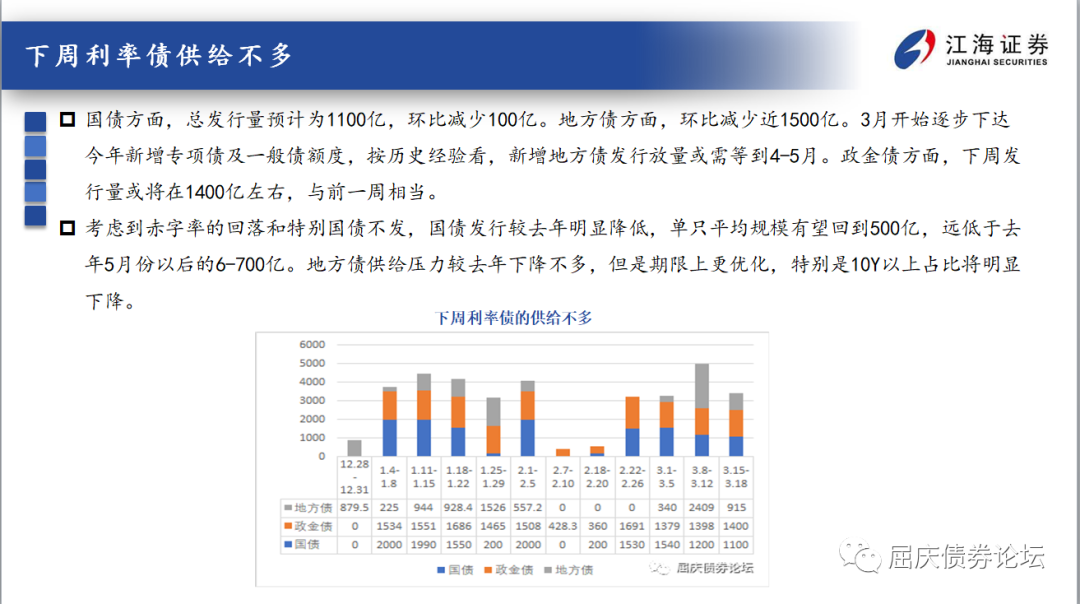 下周利率债供给不多
江海证券
JIANGHAI SECURITIES
国债方面，总发行量预计为1100亿，环比减少100亿。地方债方面，环比减少近1500亿。3月开始逐步下达
今年新增专项债及一般债额度，按历史经验看，新增地方债发行放量或需等到4-5月。政金债方面，下周发
行量或将在1400亿左右，与前一周相当。
考虑到赤字率的回落和特别国债不发，国债发行较去年明显降低，单只平均规模有望回到500亿，远低于去
年5月份以后的6-700亿。地方债供给压力较去年下降不多，但是期限上更优化，特别是10Y以上占比将明显
下降。
下周利率债的供给不多
6000
5000
4000
3000
2000
1000
0
12.28-12.31 1.4-1.8 1.11-1.15 1.18-1.22 1.25-1.29 2.1-2.5 2.7-2.10 2.18-2.20 2.22-2.26 3.1-3.5 3.8-3.12 3.15-3.18
地方债 879.5 225 944 928.4 1526 557.2 0 0 0 340 2409 915
政金债 0 1534 1551 1686 1465 1508 428.3 360 1691 1379 1398 1400
国债 0 2000 1990 1550 200 2000 0 200 1530 1540 1200 1100
国债 政金债 地方债
屈庆债券论坛
屈庆债券论坛